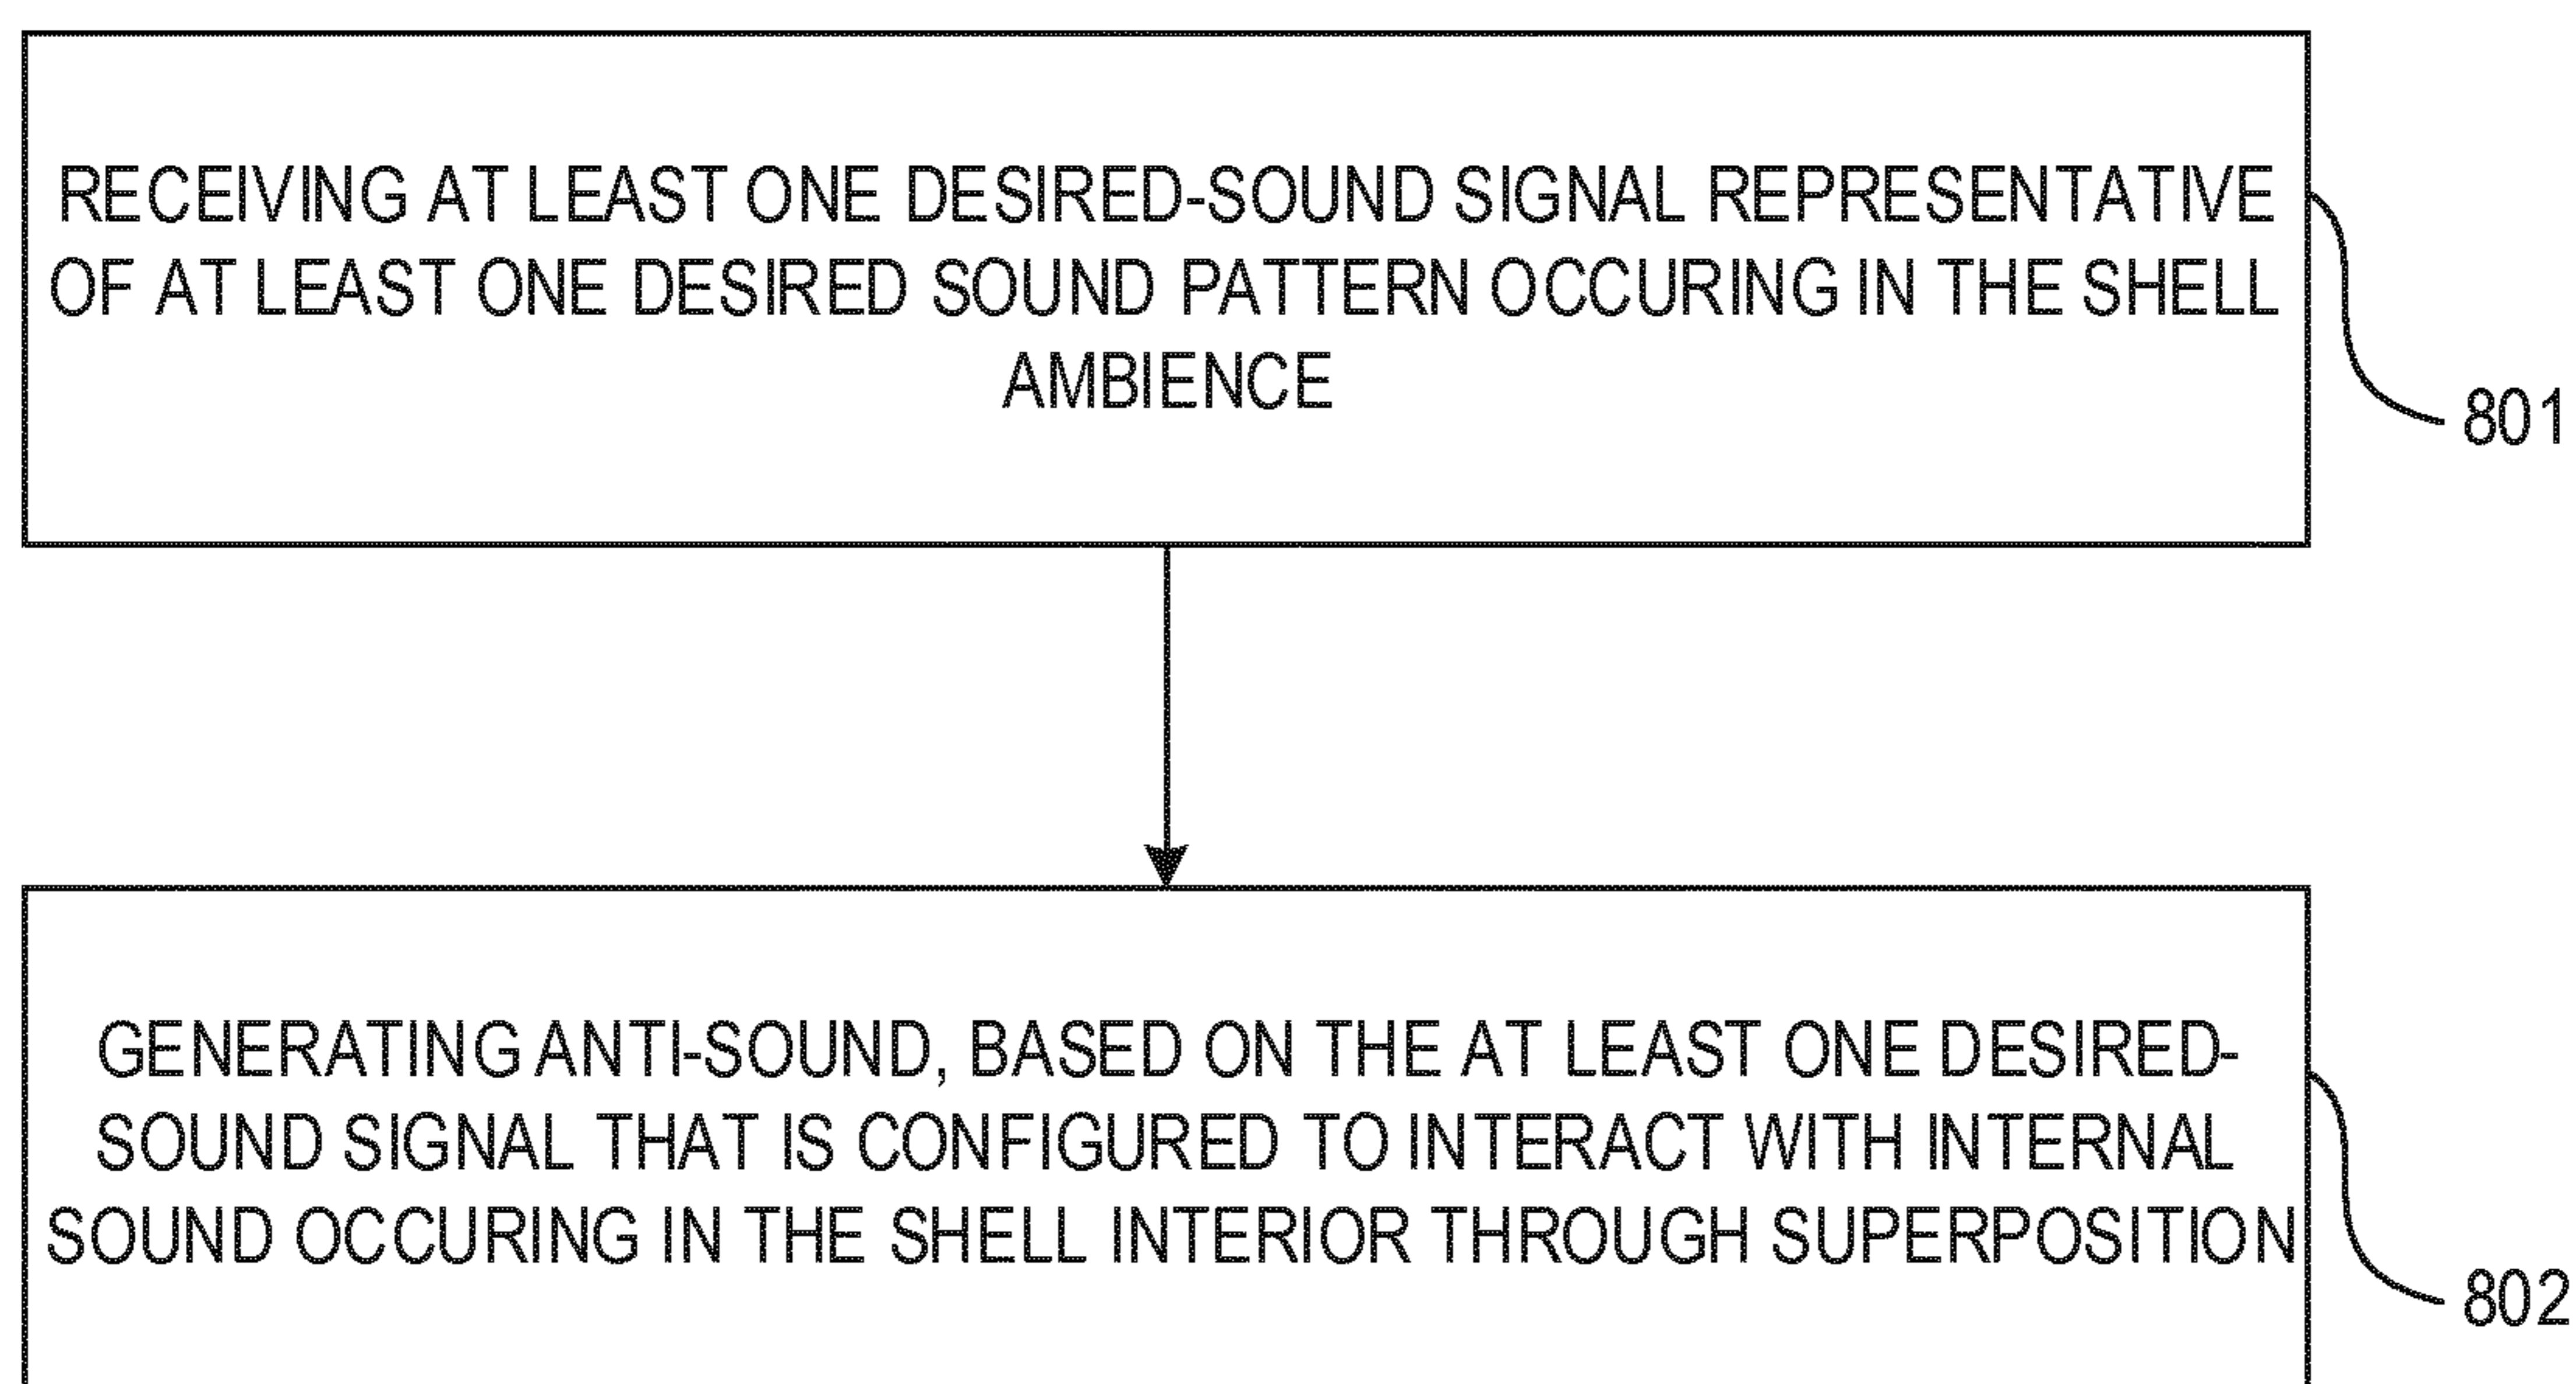 RECEIVING AT LEAST ONE DESIRED-SOUND SIGNAL REPRESENTATIVE
OF AT LEAST ONE DESIRED SOUND PATTERN OCCURING IN THE SHELL
AMBIENCE
801
GENERATING ANTI-SOUND, BASED ON THE AT LEAST ONE DESIRED-
SOUND SIGNAL THAT IS CONFIGURED TO INTERACT WITH INTERNAL
SOUND OCCURING IN THE SHELL INTERIOR THROUGH SUPERPOSITION
802